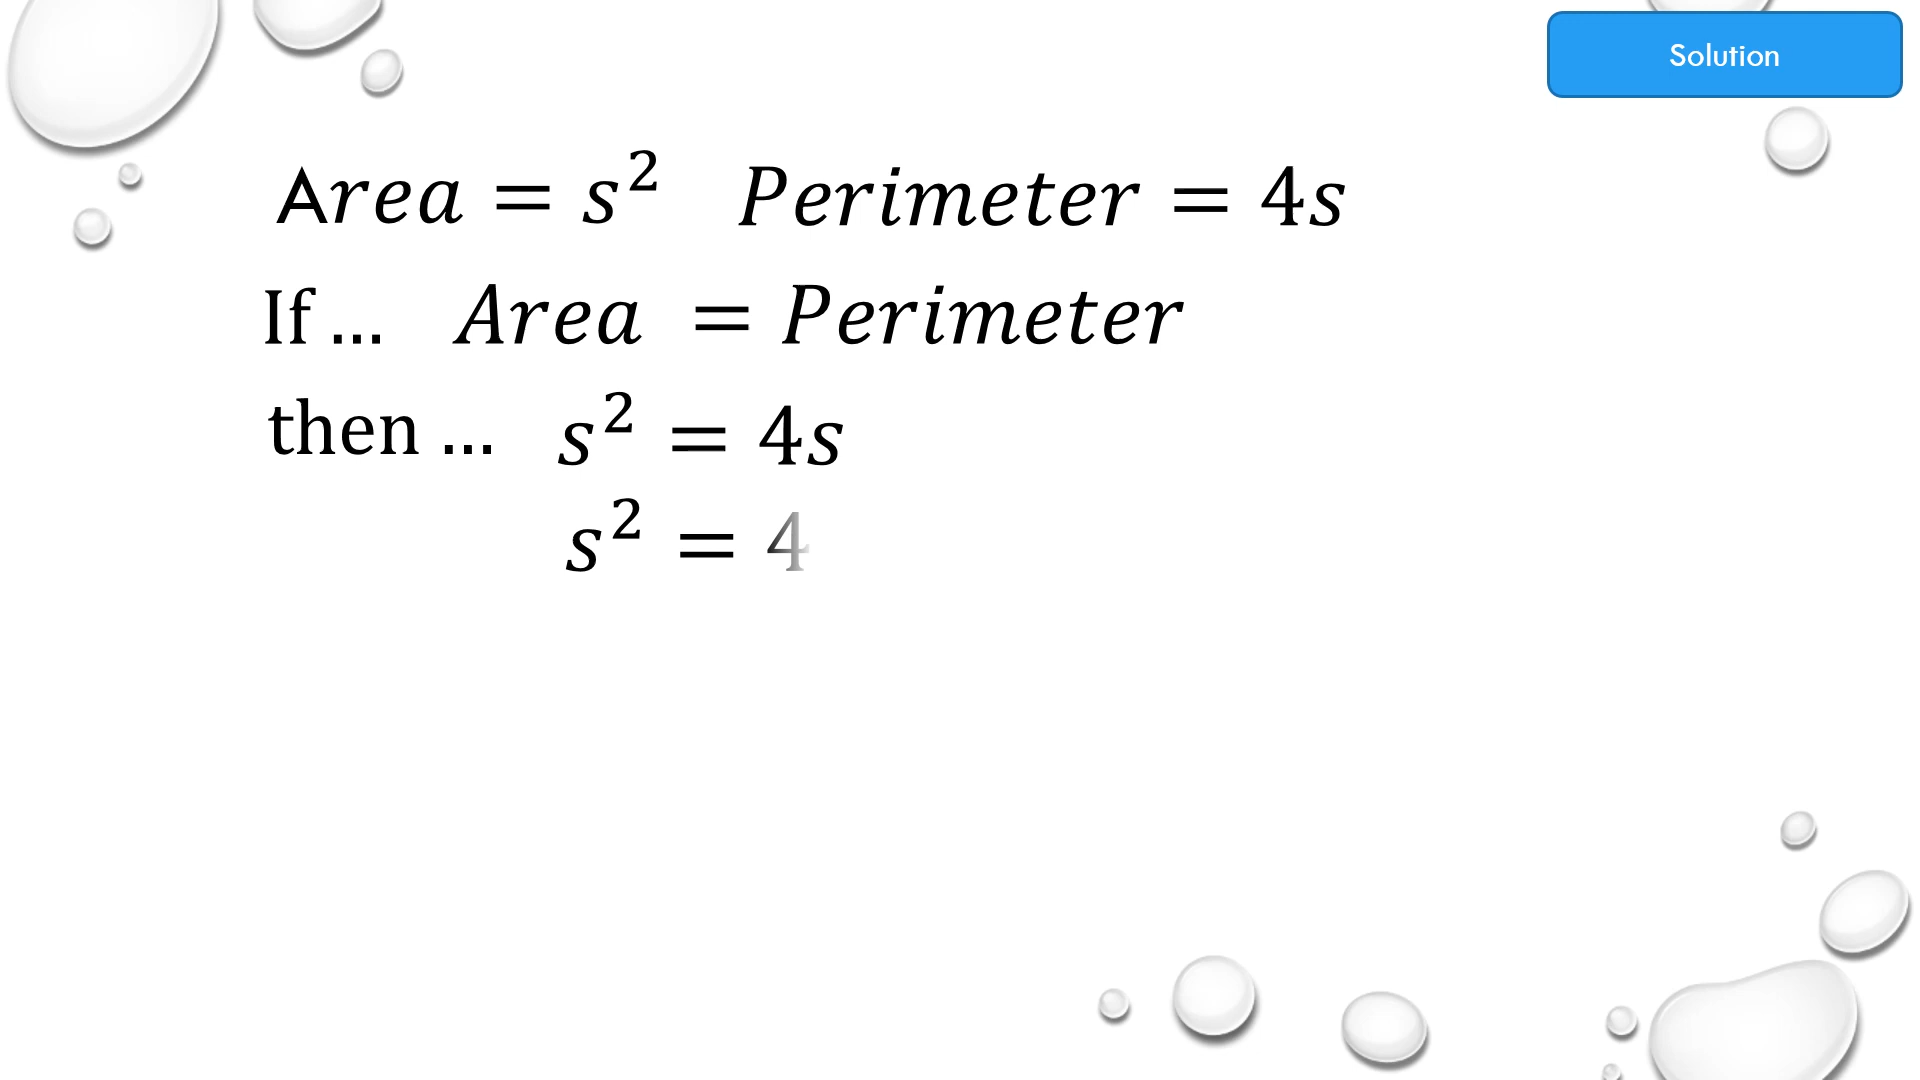 Solution
Area = s² Perimeter = 4s
If ... Area = Perimeter
then ... s² = 4s
s² = 4